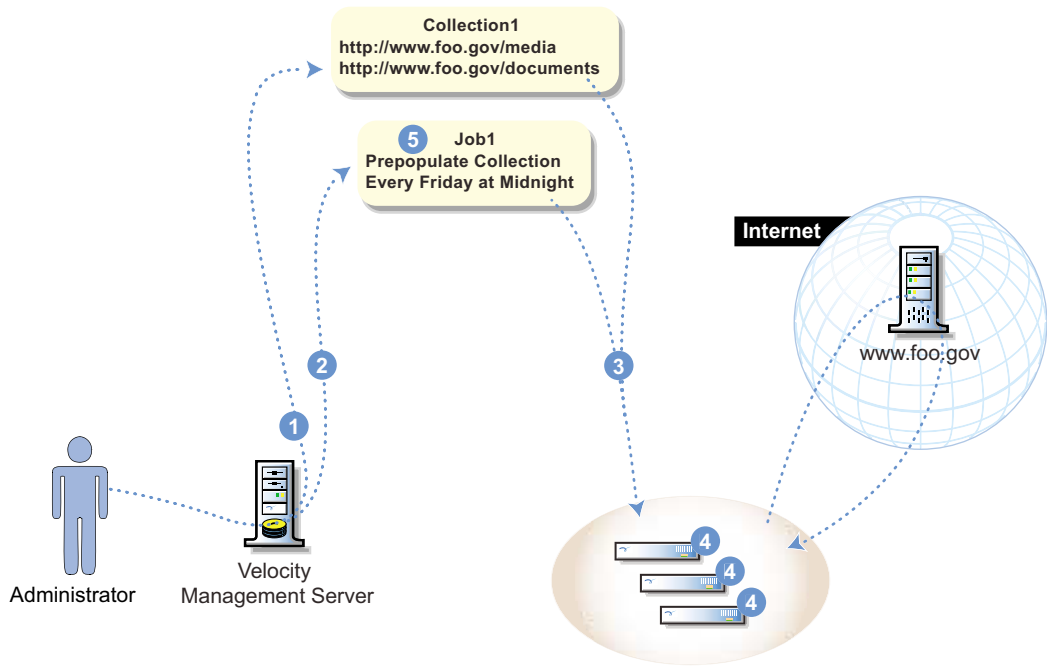 Collection1
http://www.foo.gov/media
http://www.foo.gov/documents
5 Job1
Prepopulate Collection
Every Friday at Midnight
Internet
www.foo.gov
2
3
1
Administrator
Velocity
Management Server
4
4
4